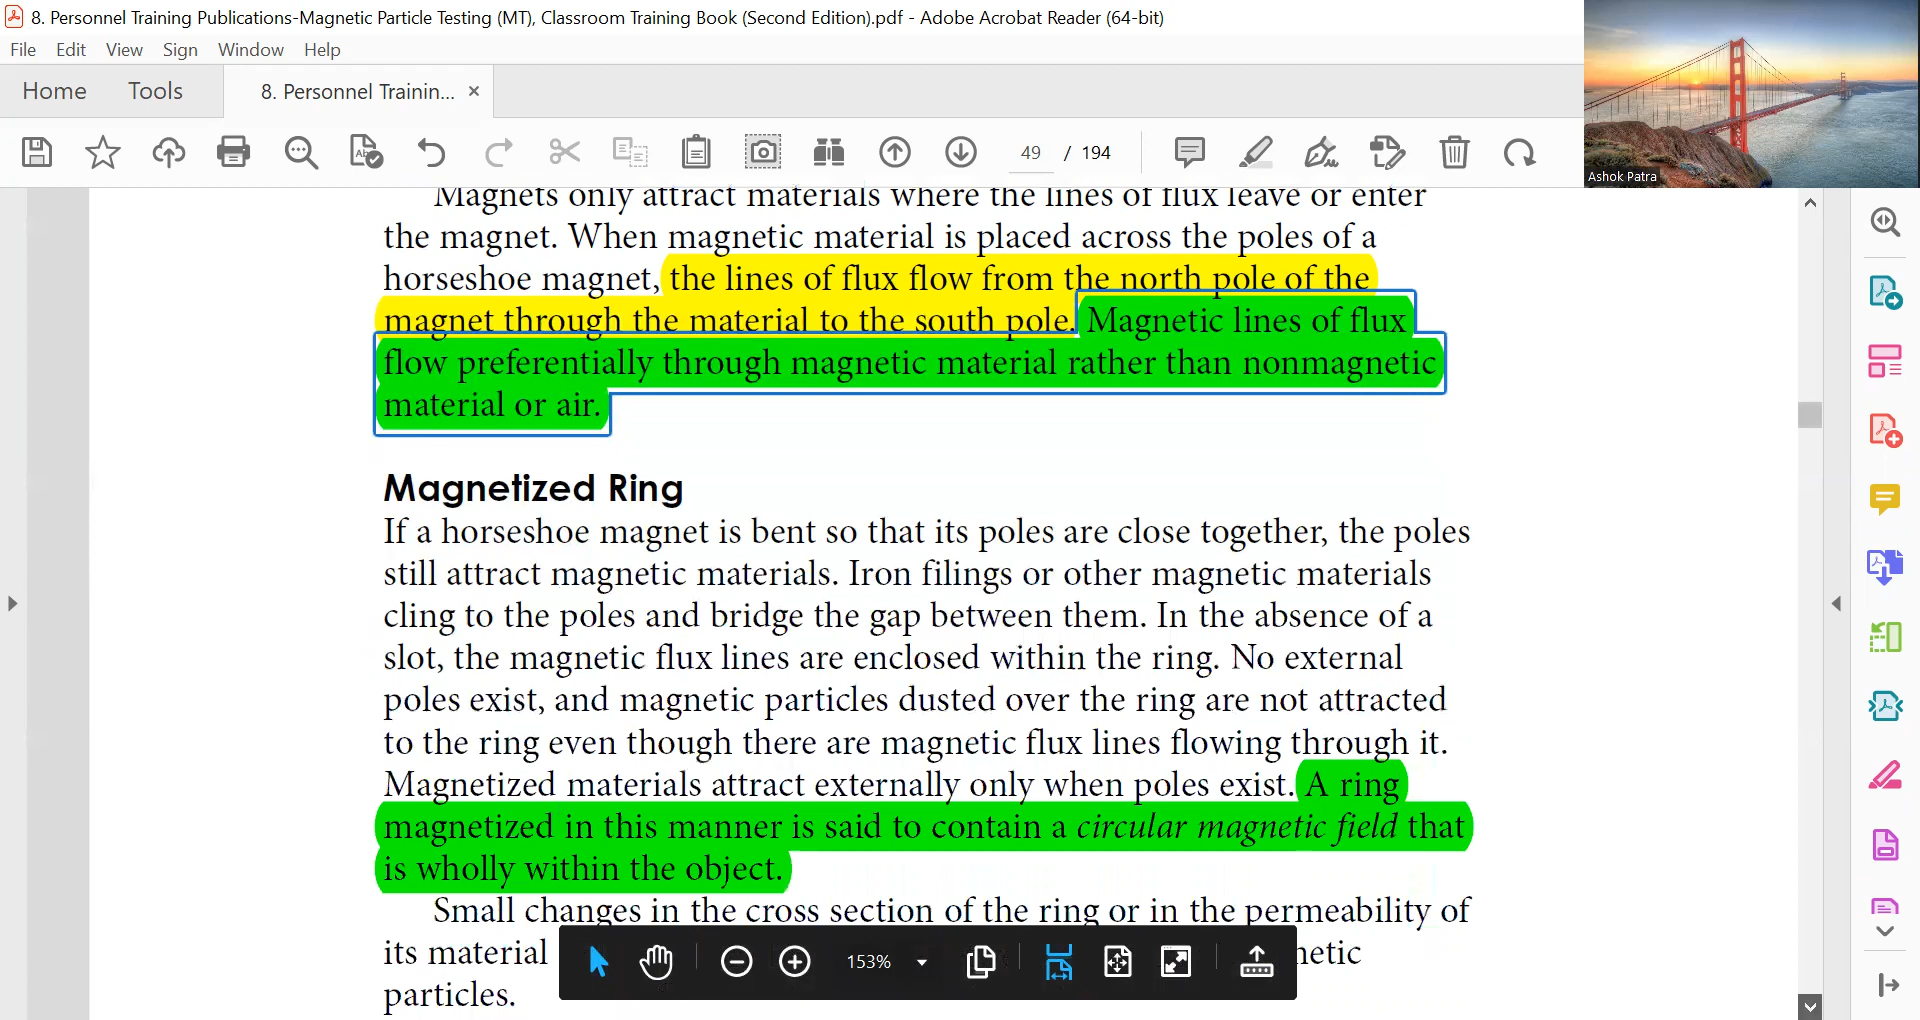 8. Personnel Training Publications-Magnetic Particle Testing (MT), Classroom Training Book (Second Edition).pdf - Adobe Acrobat Reader (64-bit)
File Edit View Sign Window Help
Home Tools 8. Personnel Trainin... ×
49 / 194
Ashok Patra
Magnets only attract materials where the lines of flux leave or enter
the magnet. When magnetic material is placed across the poles of a
horseshoe magnet, the lines of flux flow from the north pole of the
magnet through the material to the south pole. Magnetic lines of flux
flow preferentially through magnetic material rather than nonmagnetic
material or air.
Magnetized Ring
If a horseshoe magnet is bent so that its poles are close together, the poles
still attract magnetic materials. Iron filings or other magnetic materials
cling to the poles and bridge the gap between them. In the absence of a
slot, the magnetic flux lines are enclosed within the ring. No external
poles exist, and magnetic particles dusted over the ring are not attracted
to the ring even though there are magnetic flux lines flowing through it.
Magnetized materials attract externally only when poles exist. A ring
magnetized in this manner is said to contain a circular magnetic field that
is wholly within the object.
Small changes in the cross section of the ring or in the permeability of
its material netic
particles.
153%